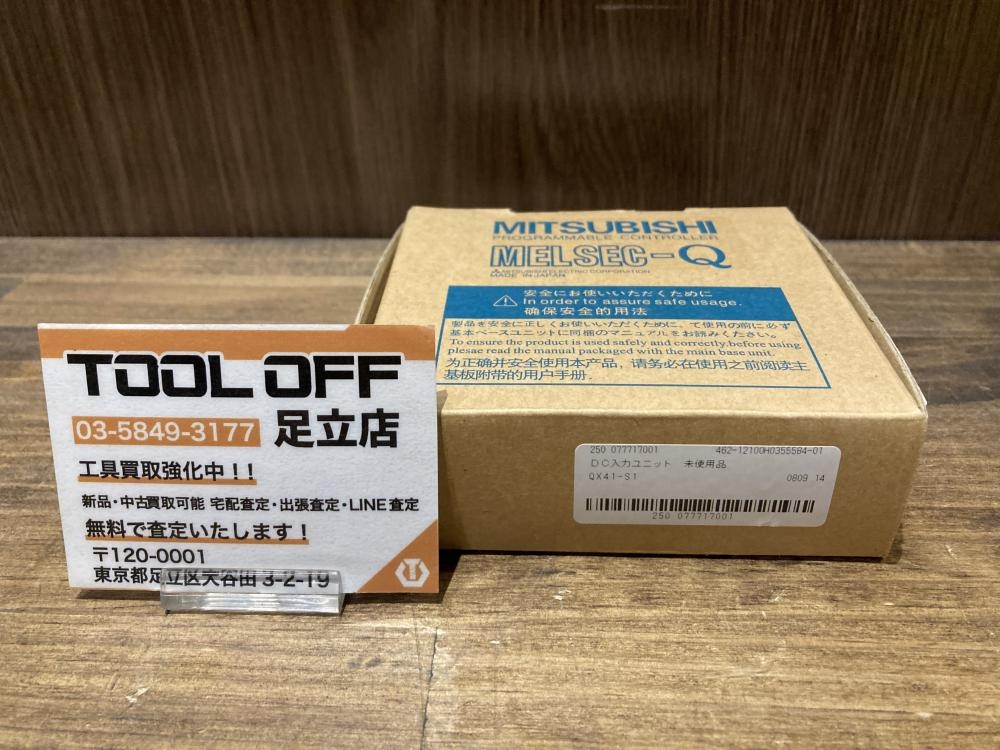 MITSUBISHI
PROGRAMMABLE CONTROLLER
MELSEC-Q
MITSUBISHI ELECTRIC CORPORATION
MADE IN JAPAN
安全にお使いいただくために
In order to assure safe usage.
确保安全的用法
製品を安全に正しくお使いいただくために、て使用の前に必ず
基本ベースユニットに同梱のマニュアルをお読みください。
To ensure the product is used safely and correctly,before using
plesae read the manual packaged with the main base unit.
为正确并安全使用本产品，请务必在使用之前阅读主
基板附带的用户手册.
250 077717001 462-12100H0355584-01
DC入力ユニット 未使用品
QX41-S1 0809 14
250 077717001
TOOL OFF
03-5849-3177 足立店
工具買取強化中!!
新品・中古買取可能 宅配査定・出張査定・LINE査定
無料で査定いたします!
〒120-0001
東京都足立区大谷田 3-2-19